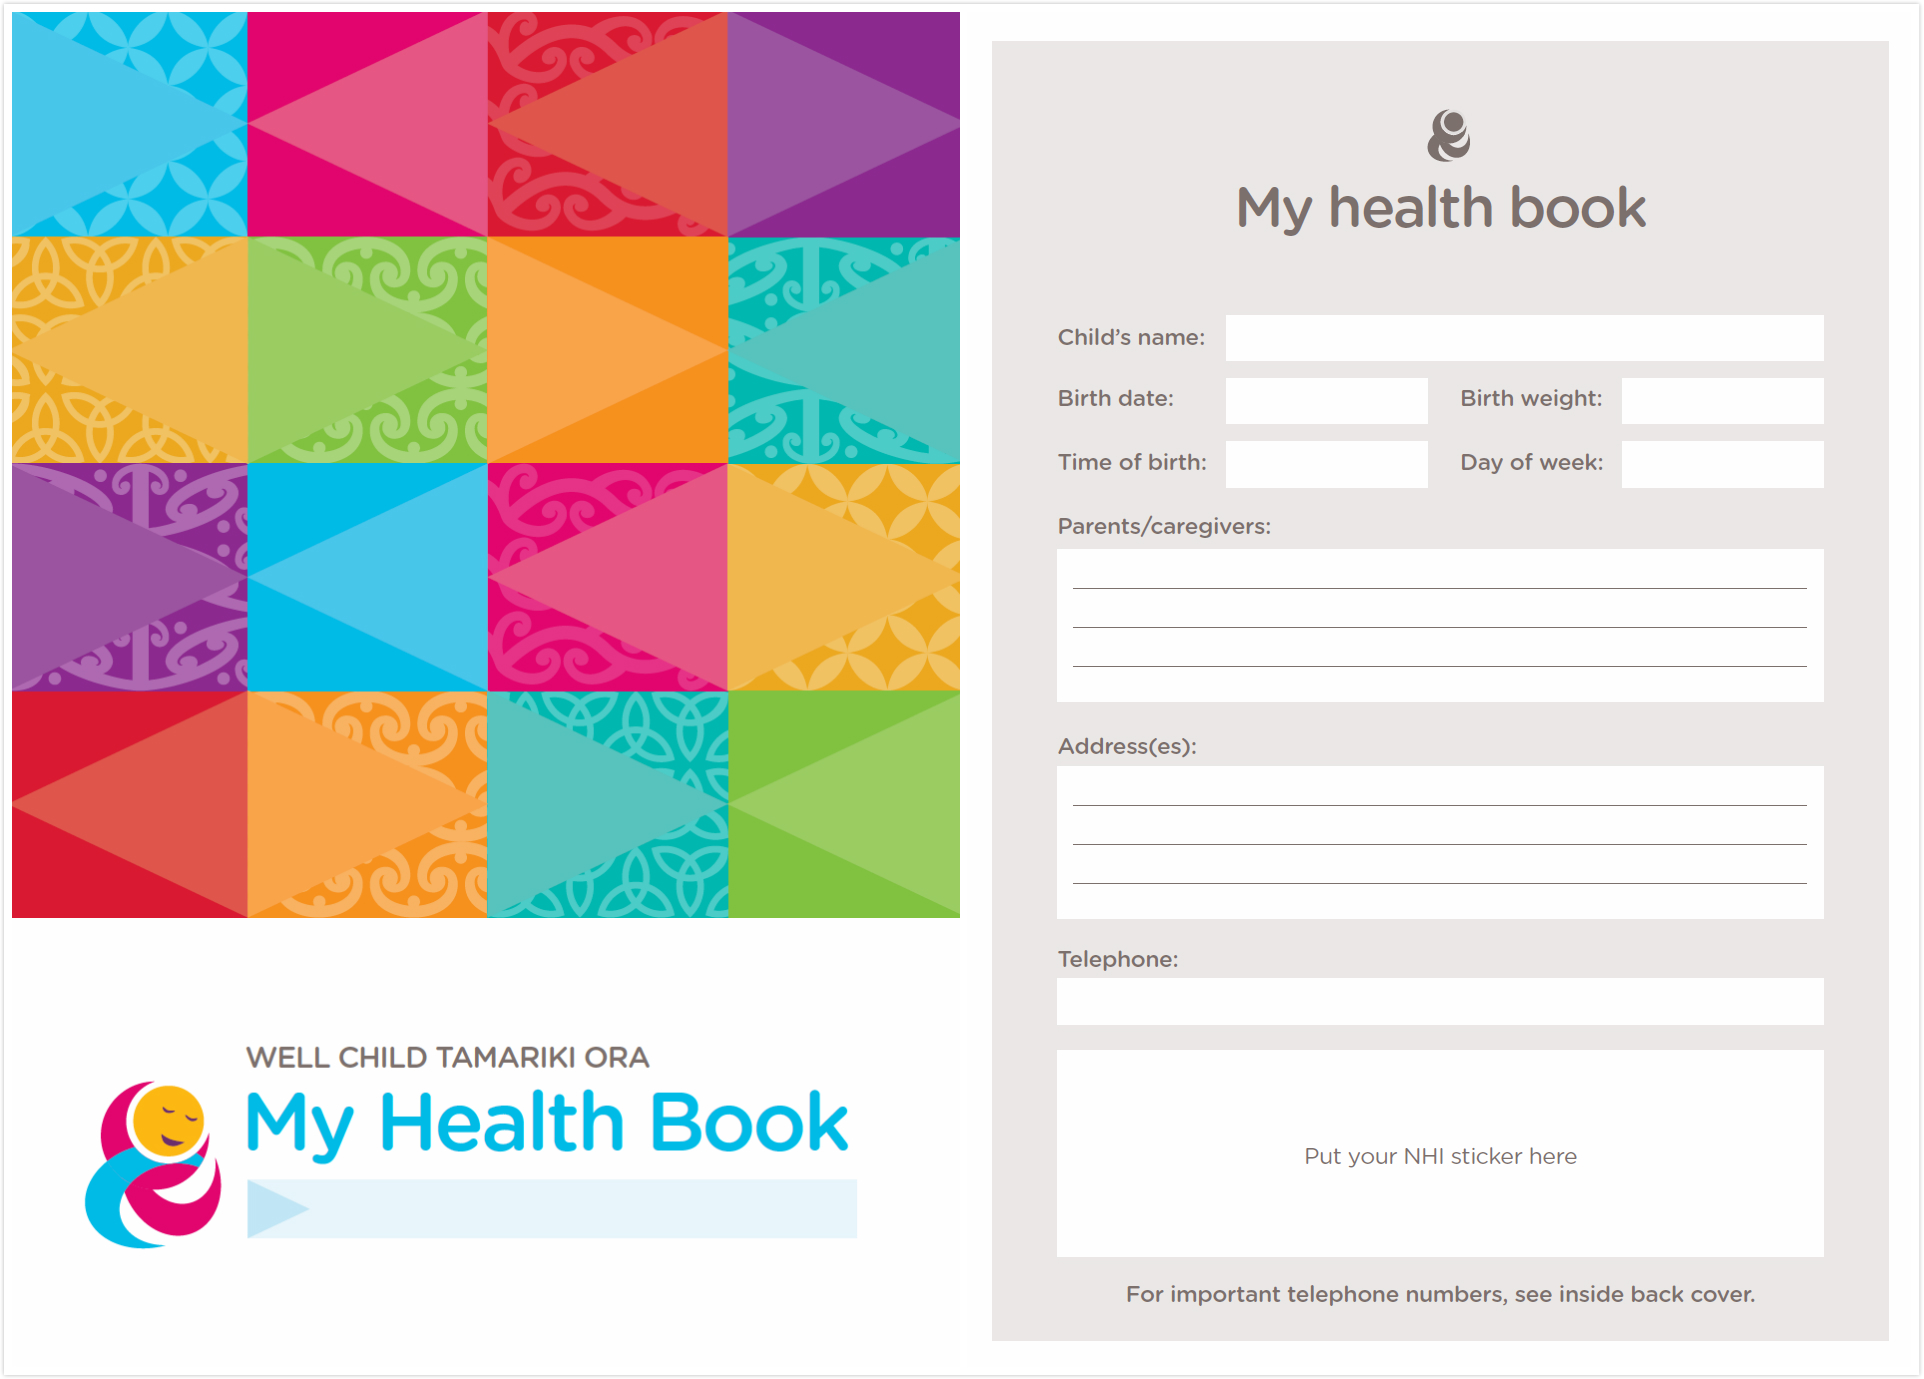 WELL CHILD TAMARIKI ORA
My Health Book
My health book
Child’s name:
Birth date:
Birth weight:
Time of birth:
Day of week:
Parents/caregivers:
Address(es):
Telephone:
Put your NHI sticker here
For important telephone numbers, see inside back cover.